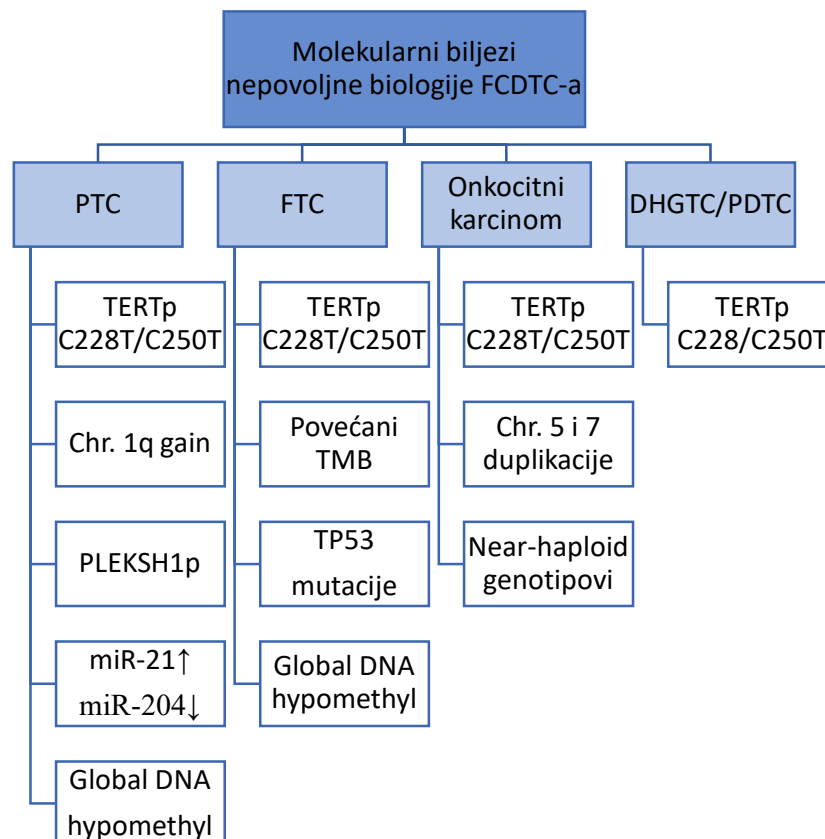 Molekularni biljezi
nepovoljne biologije FCDTC-a
PTC
FTC
Onkocitni
karcinom
DHGTC/PDTC
TERTp
C228T/C250T
Chr. 1q gain
PLEKSH1p
miR-21↑
miR-204↓
Global DNA
hypomethyl
TERTp
C228T/C250T
Povećani
TMB
TP53
mutacije
Global DNA
hypomethyl
TERTp
C228T/C250T
Chr. 5 i 7
duplikacije
Near-haploid
genotipovi
TERTp
C228/C250T